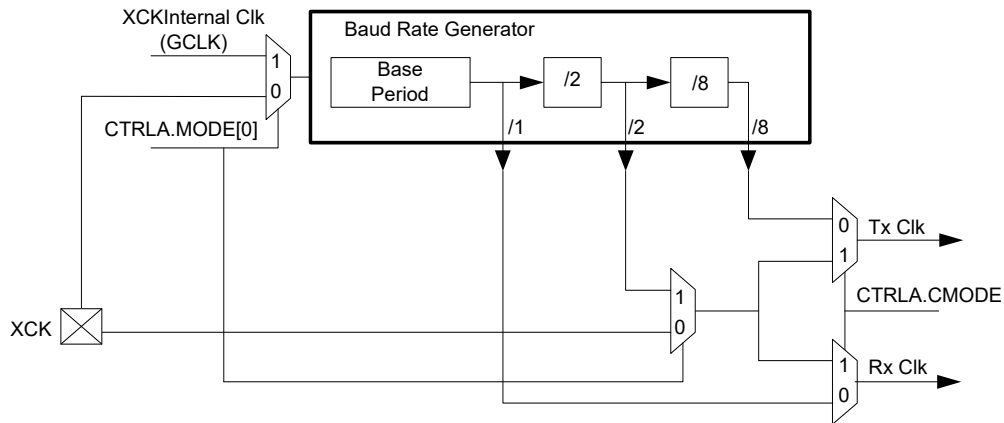 XCKInternal Clk
(GCLK)
Baud Rate Generator
1
0
Base
Period
/2
/8
CTRLA.MODE[0]
/1
/2
/8
0
Tx Clk
1
CTRLA.CMODE
1
0
XCK
1
Rx Clk
0